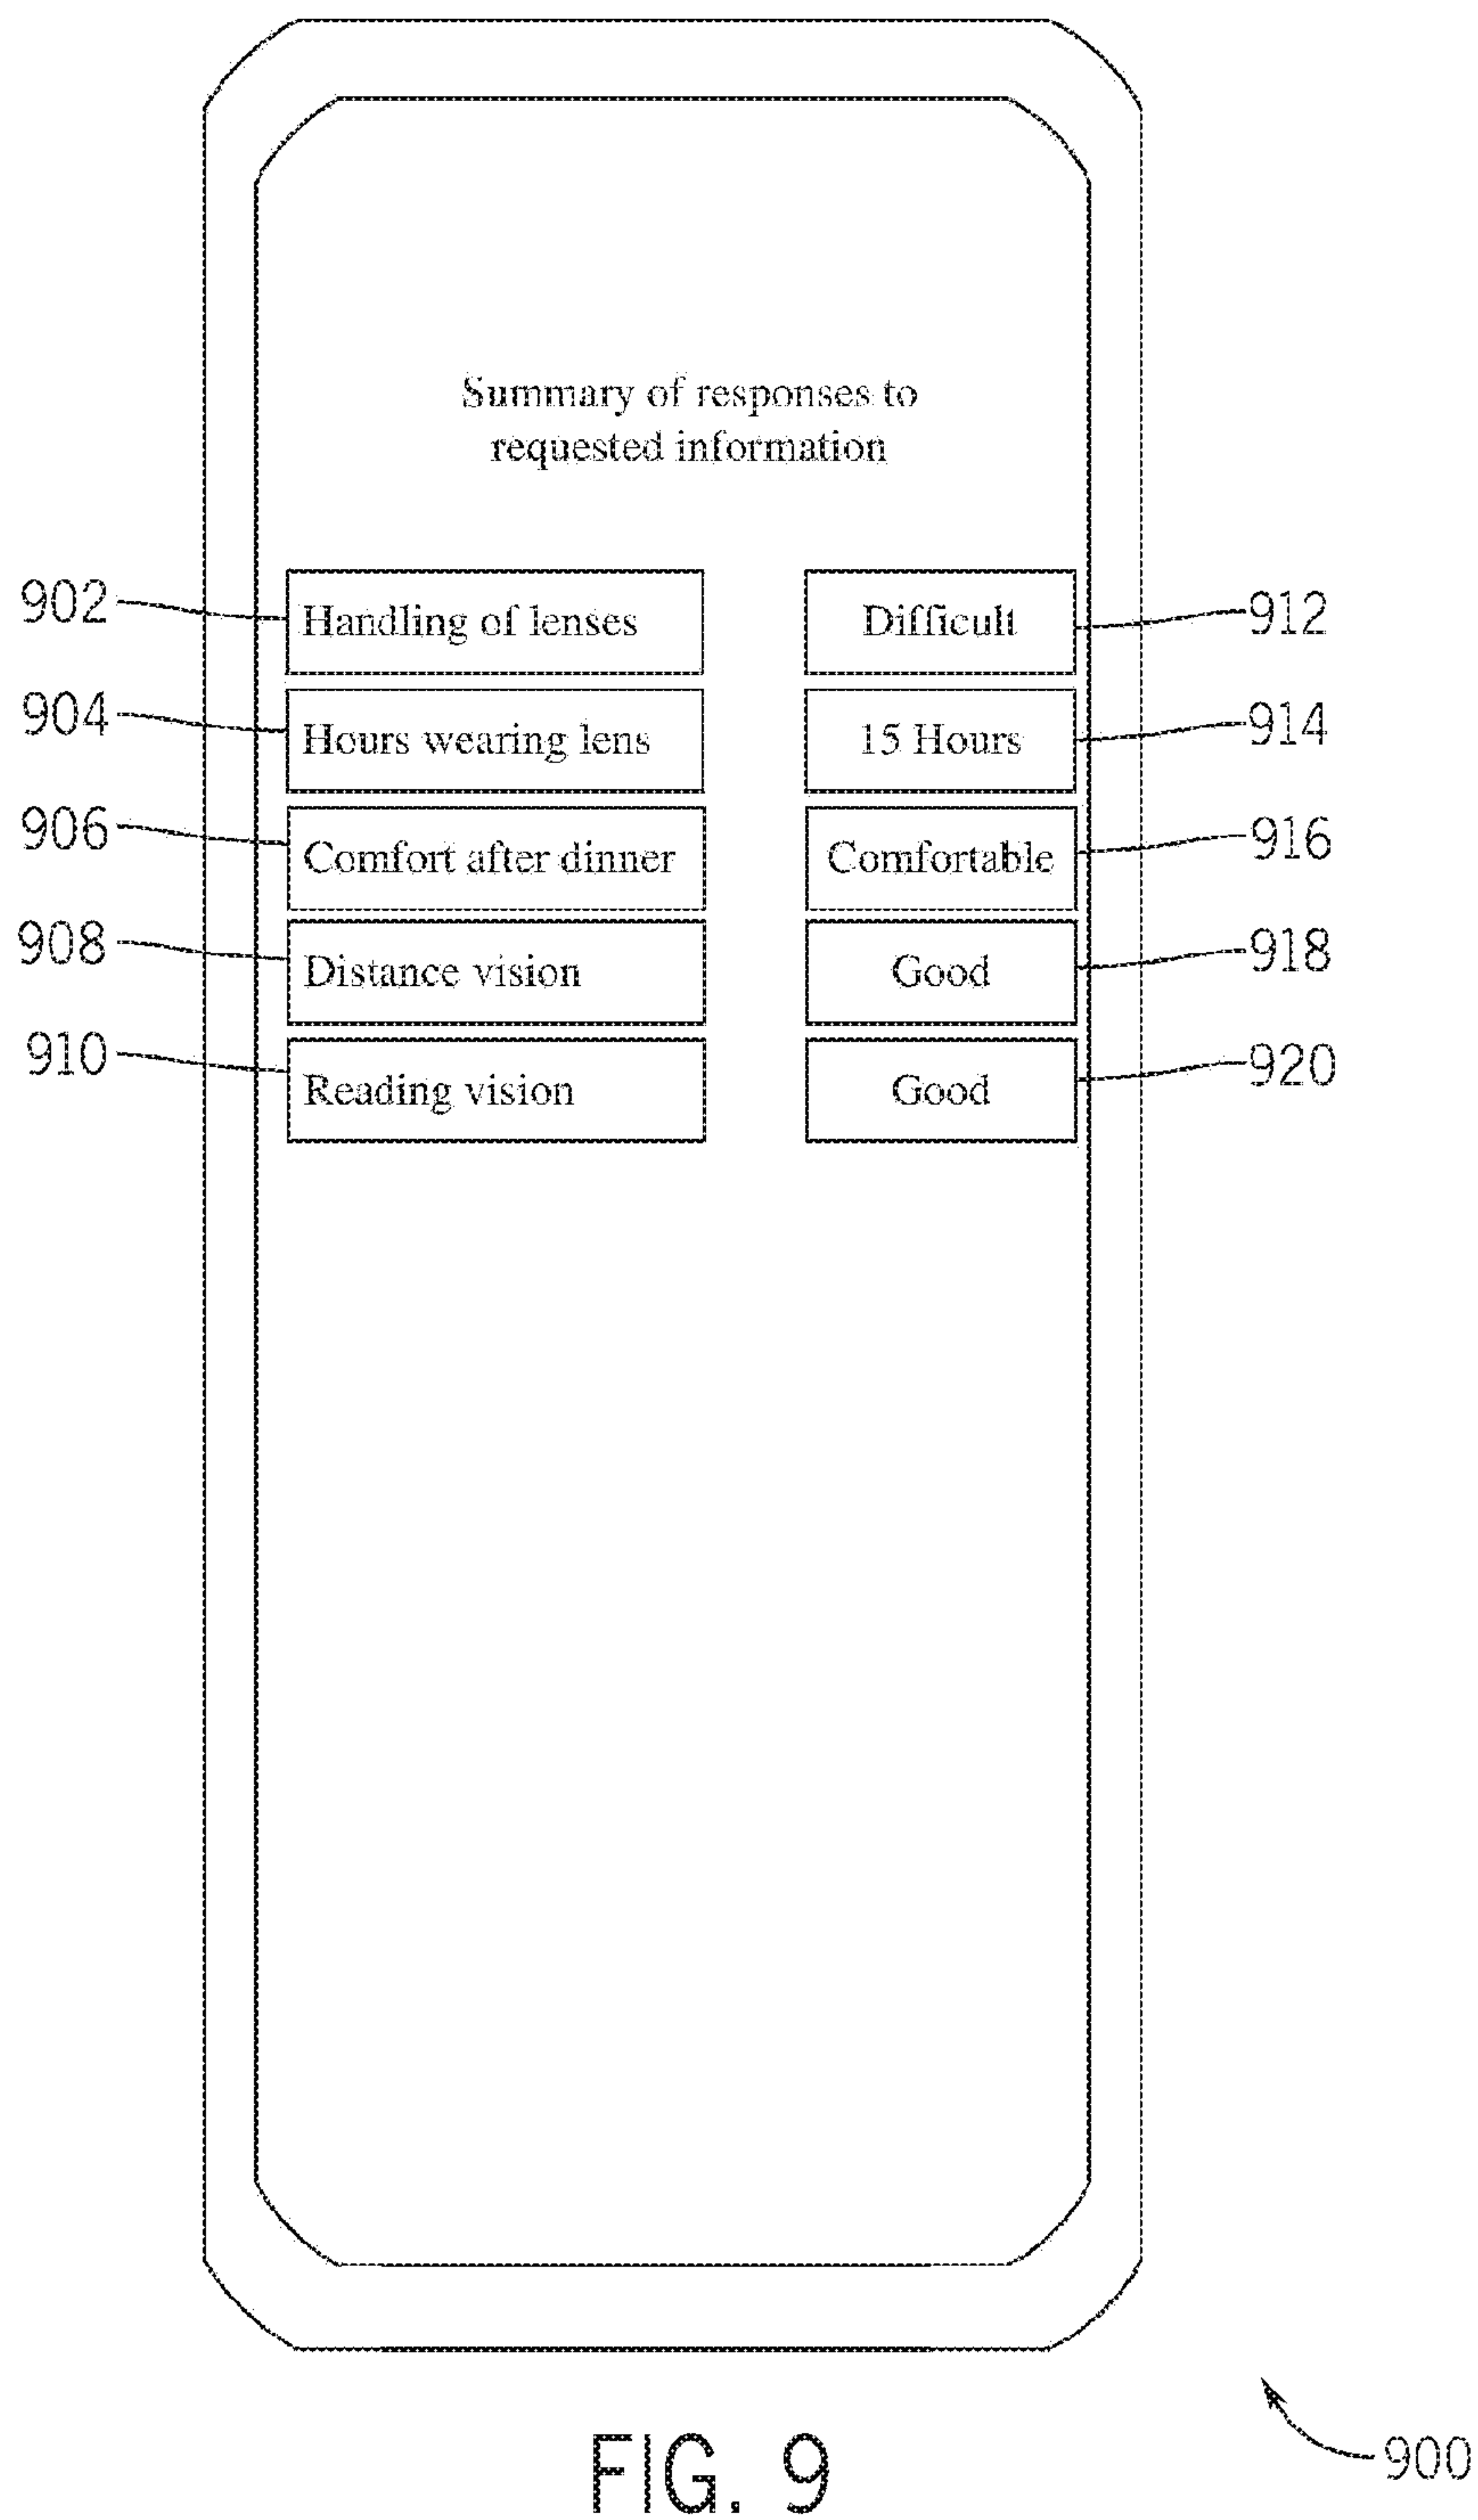 Summary of responses to
requested information
902 Handling of lenses Difficult 912
904 Hours wearing lens 15 Hours 914
906 Comfort after dinner Comfortable 916
908 Distance vision Good 918
910 Reading vision Good 920
FIG. 9
900